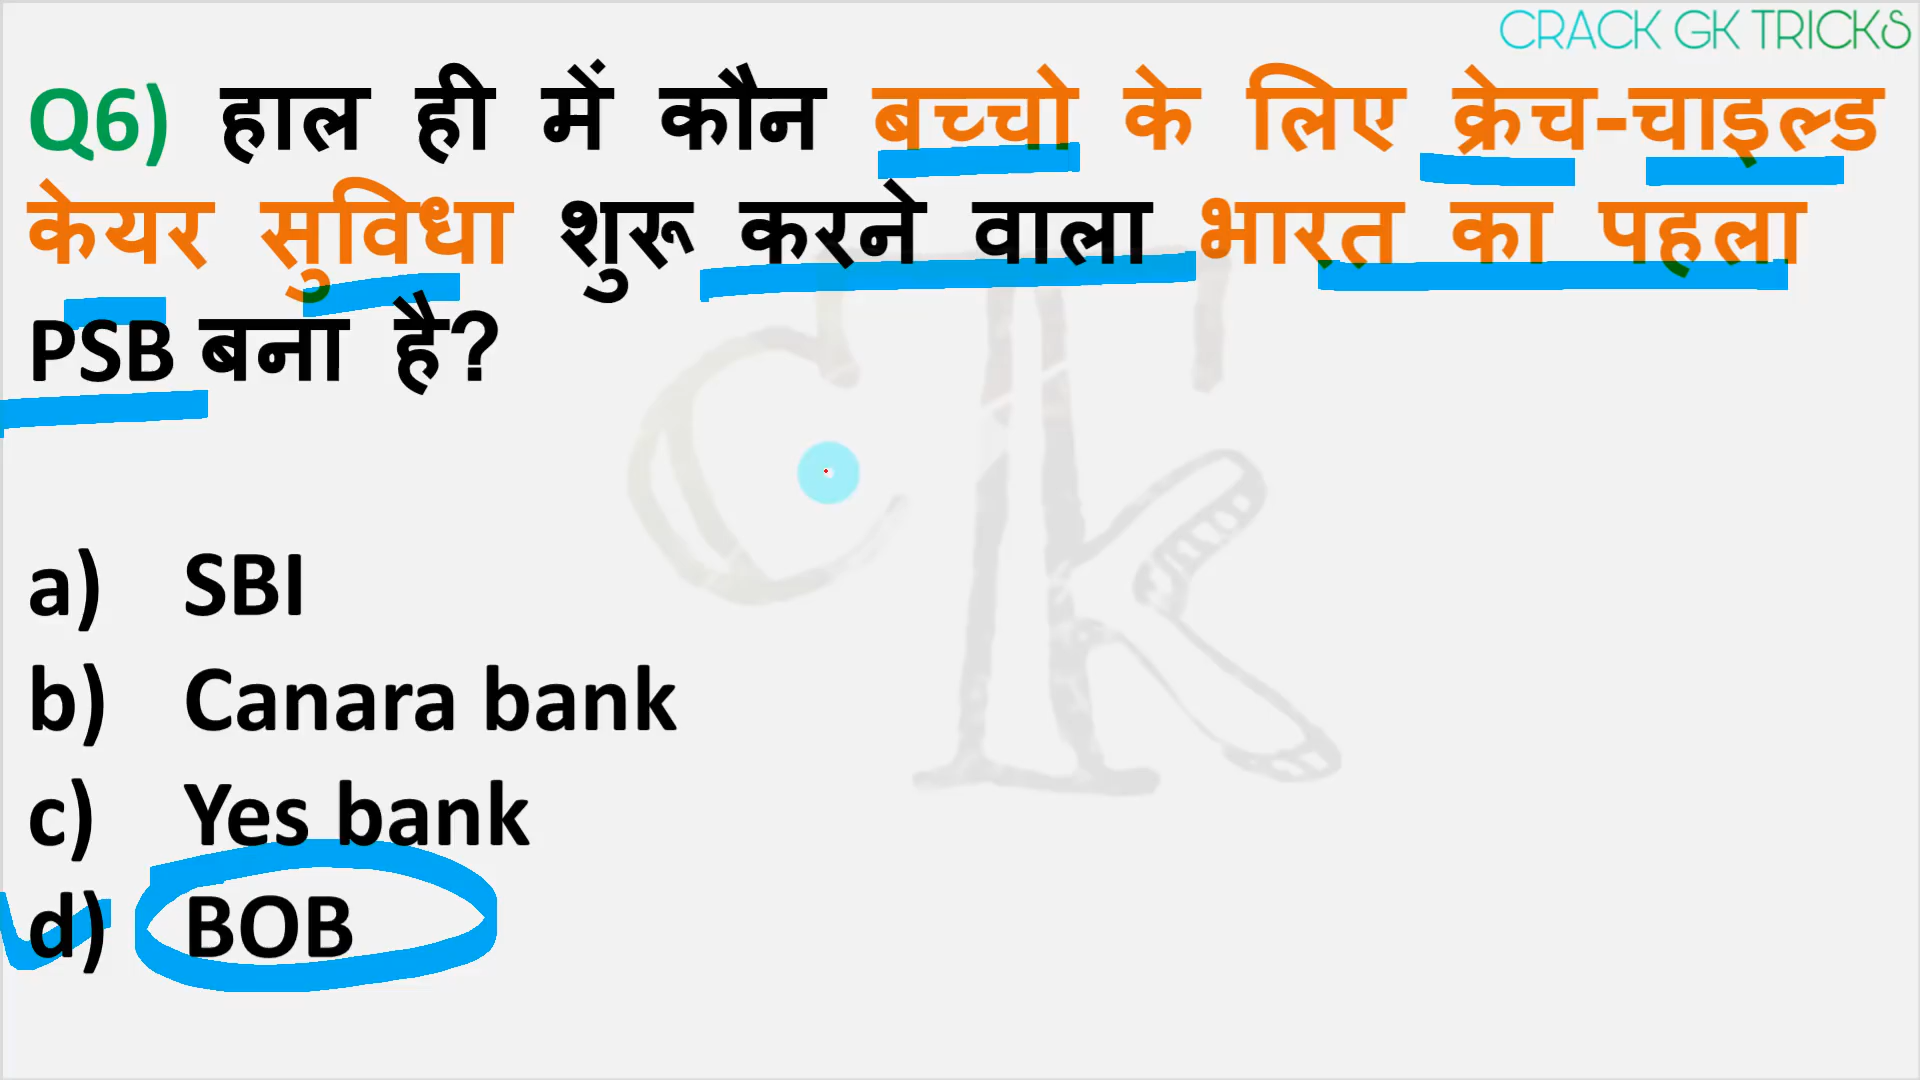 CRACK GK TRICKS
Q6) हाल ही में कौन बच्चो के लिए क्रेच-चाइल्ड
केयर सुविधा शुरू करने वाला भारत का पहला
PSB बना है?
a) SBI
b) Canara bank
c) Yes bank
d) BOB